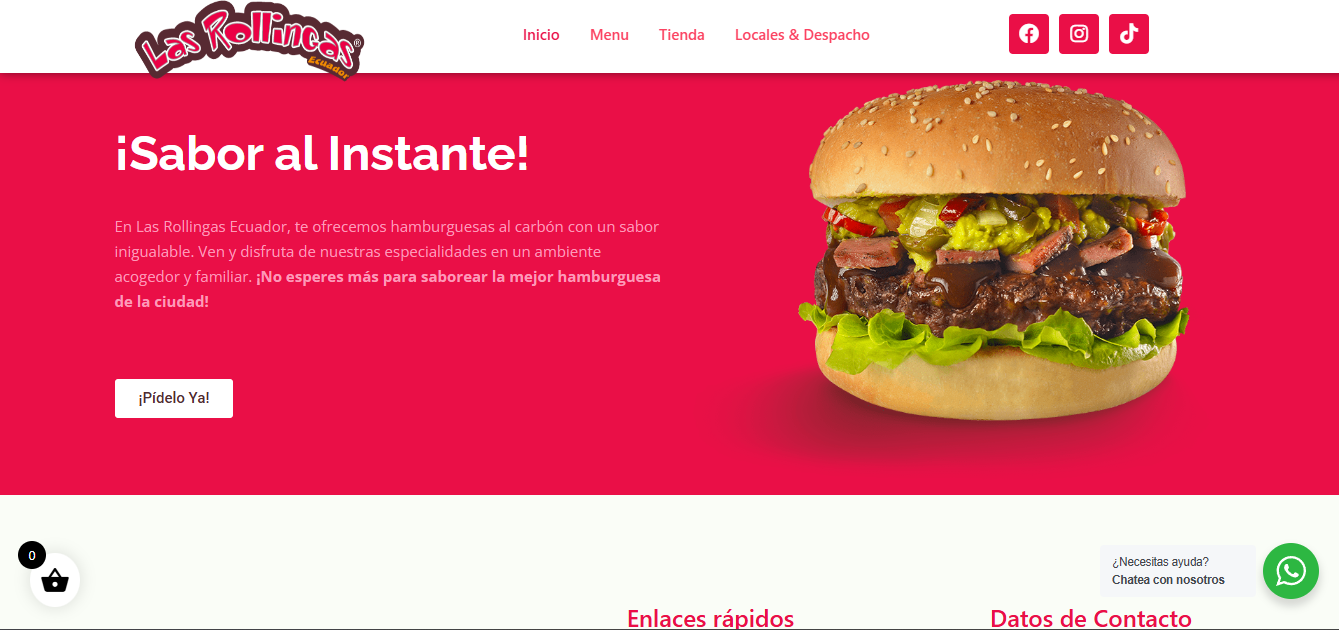 Las Rollingas®
Ecuador
Inicio
Menu
Tienda
Locales & Despacho
¡Sabor al Instante!
En Las Rollingas Ecuador, te ofrecemos hamburguesas al carbón con un sabor
inigualable. Ven y disfruta de nuestras especialidades en un ambiente
acogedor y familiar. ¡No esperes más para saborear la mejor hamburguesa
de la ciudad!
¡Pídelo Ya!
0
¿Necesitas ayuda?
Chatea con nosotros
Enlaces rápidos
Datos de Contacto